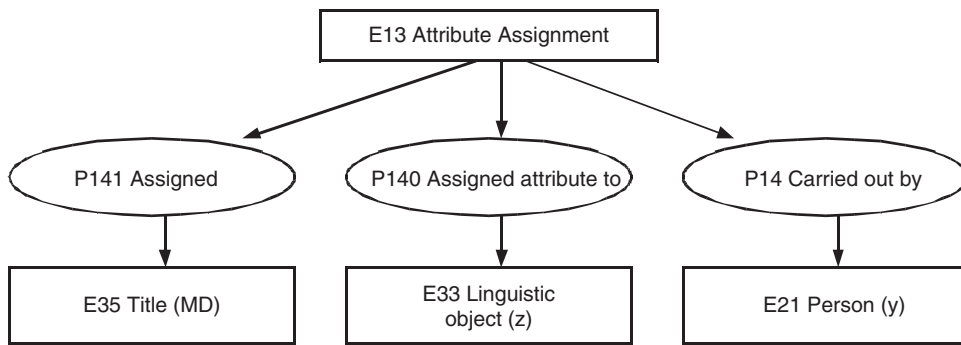 E13 Attribute Assignment
P141 Assigned
P140 Assigned attribute to
P14 Carried out by
E35 Title (MD)
E33 Linguistic
object (z)
E21 Person (y)